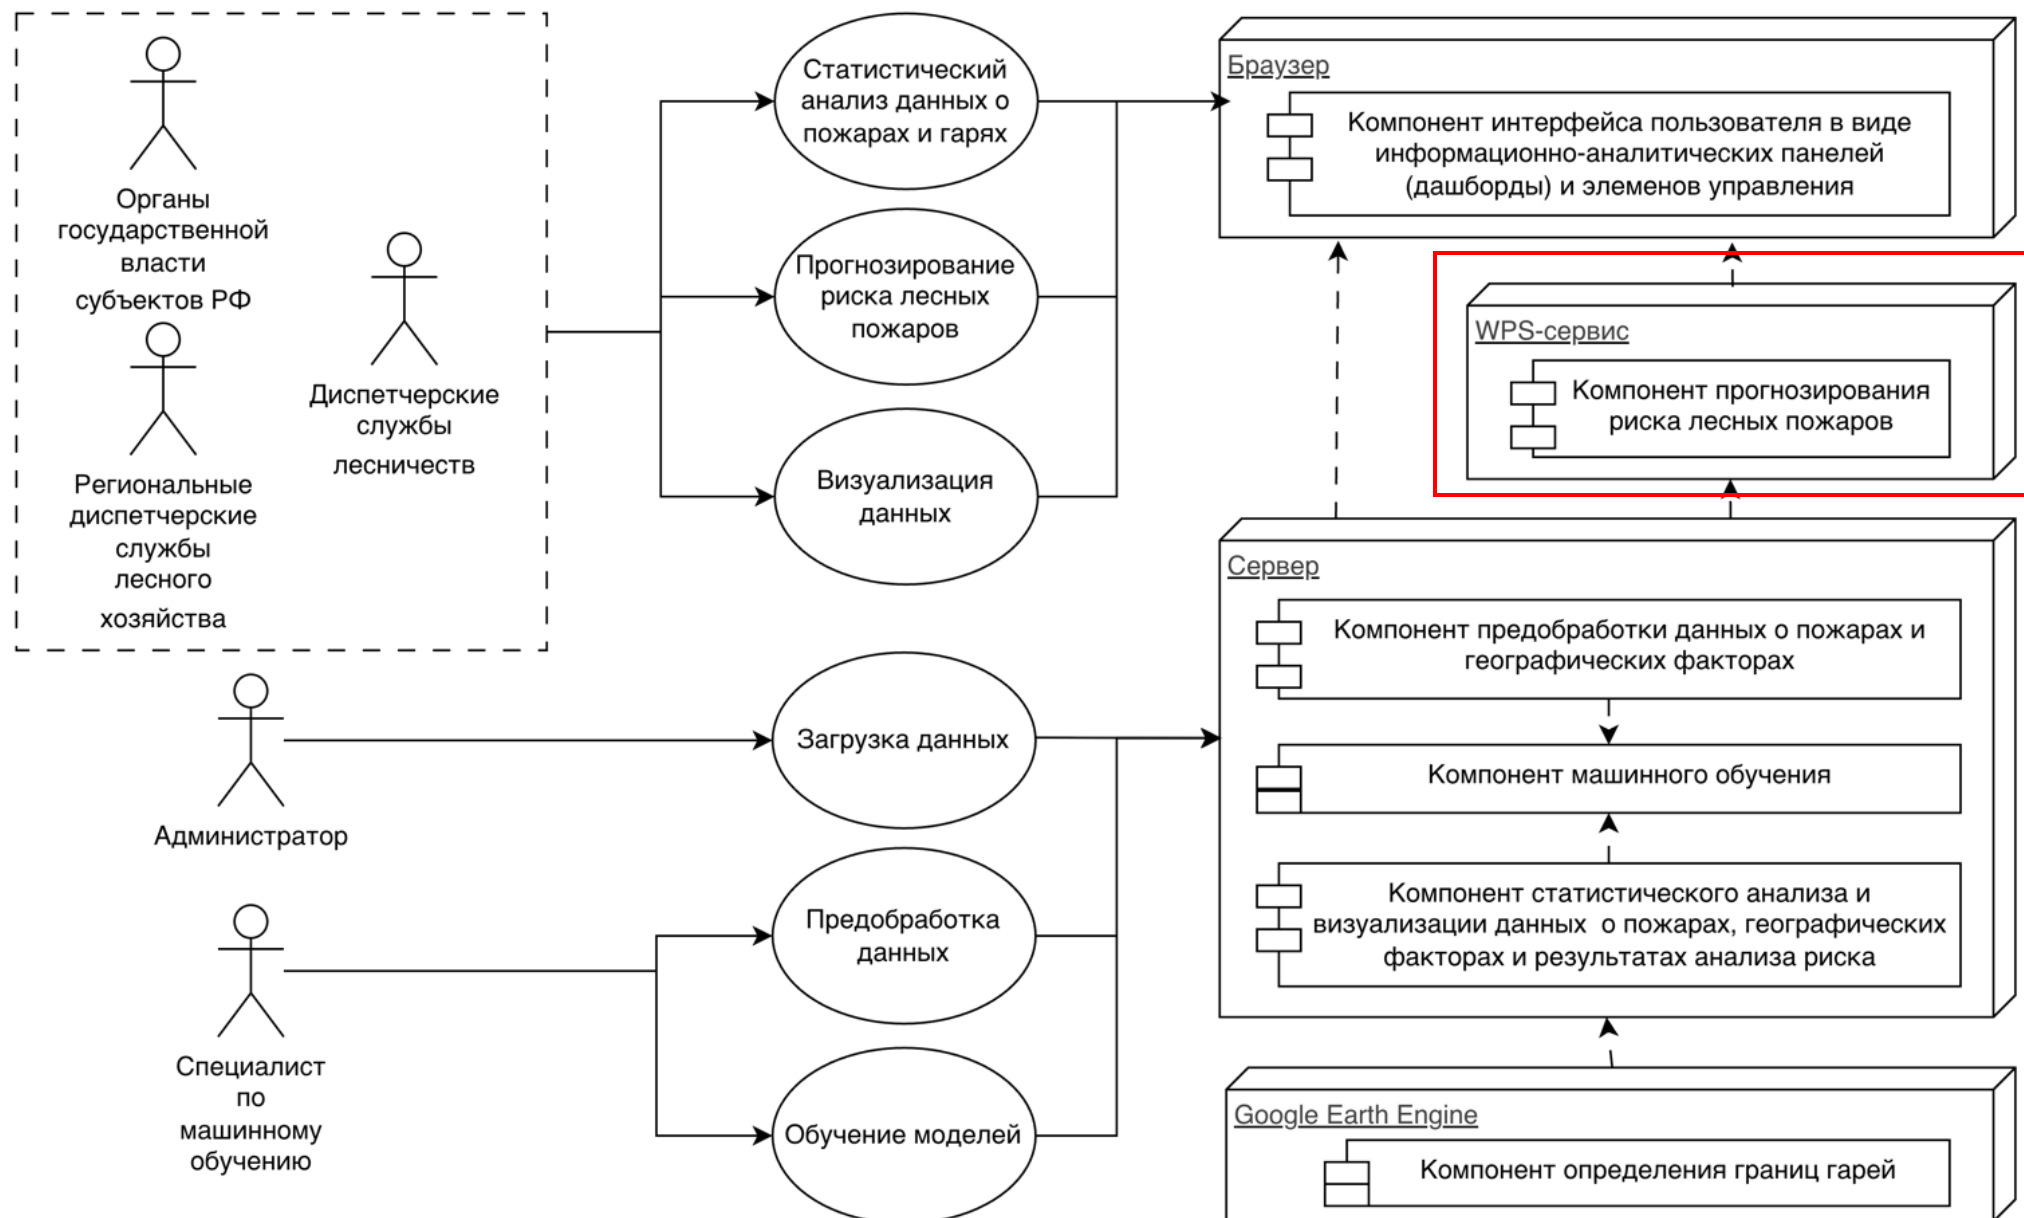 Органы
государственной
власти
субъектов РФ
Диспетчерские
службы
лесничеств
Региональные
диспетчерские
службы
лесного
хозяйства
Администратор
Специалист
по
машинному
обучению
Статистический
анализ данных о
пожарах и гарях
Прогнозирование
риска лесных
пожаров
Визуализация
данных
Загрузка данных
Предобработка
данных
Обучение моделей
Браузер
Компонент интерфейса пользователя в виде
информационно-аналитических панелей
(дашборды) и элеменов управления
WPS-сервис
Компонент прогнозирования
риска лесных пожаров
Сервер
Компонент предобработки данных о пожарах и
географических факторах
Компонент машинного обучения
Компонент статистического анализа и
визуализации данных о пожарах, географических
факторах и результатах анализа риска
Google Earth Engine
Компонент определения границ гарей